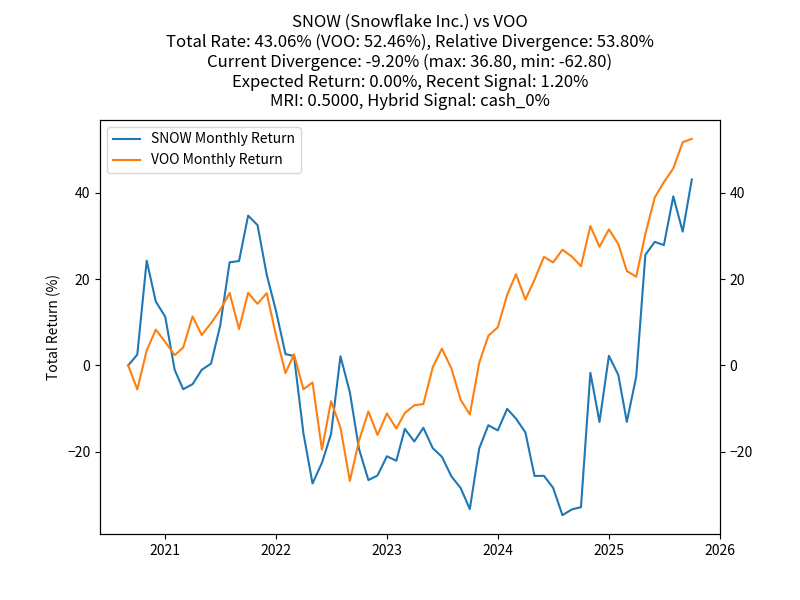 SNOW (Snowflake Inc.) vs VOO
Total Rate: 43.06% (VOO: 52.46%), Relative Divergence: 53.80%
Current Divergence: -9.20% (max: 36.80, min: -62.80)
Expected Return: 0.00%, Recent Signal: 1.20%
MRI: 0.5000, Hybrid Signal: cash_0%
SNOW Monthly Return
VOO Monthly Return
Total Return (%)
40
20
0
−20
40
20
0
−20
2021 2022 2023 2024 2025 2026